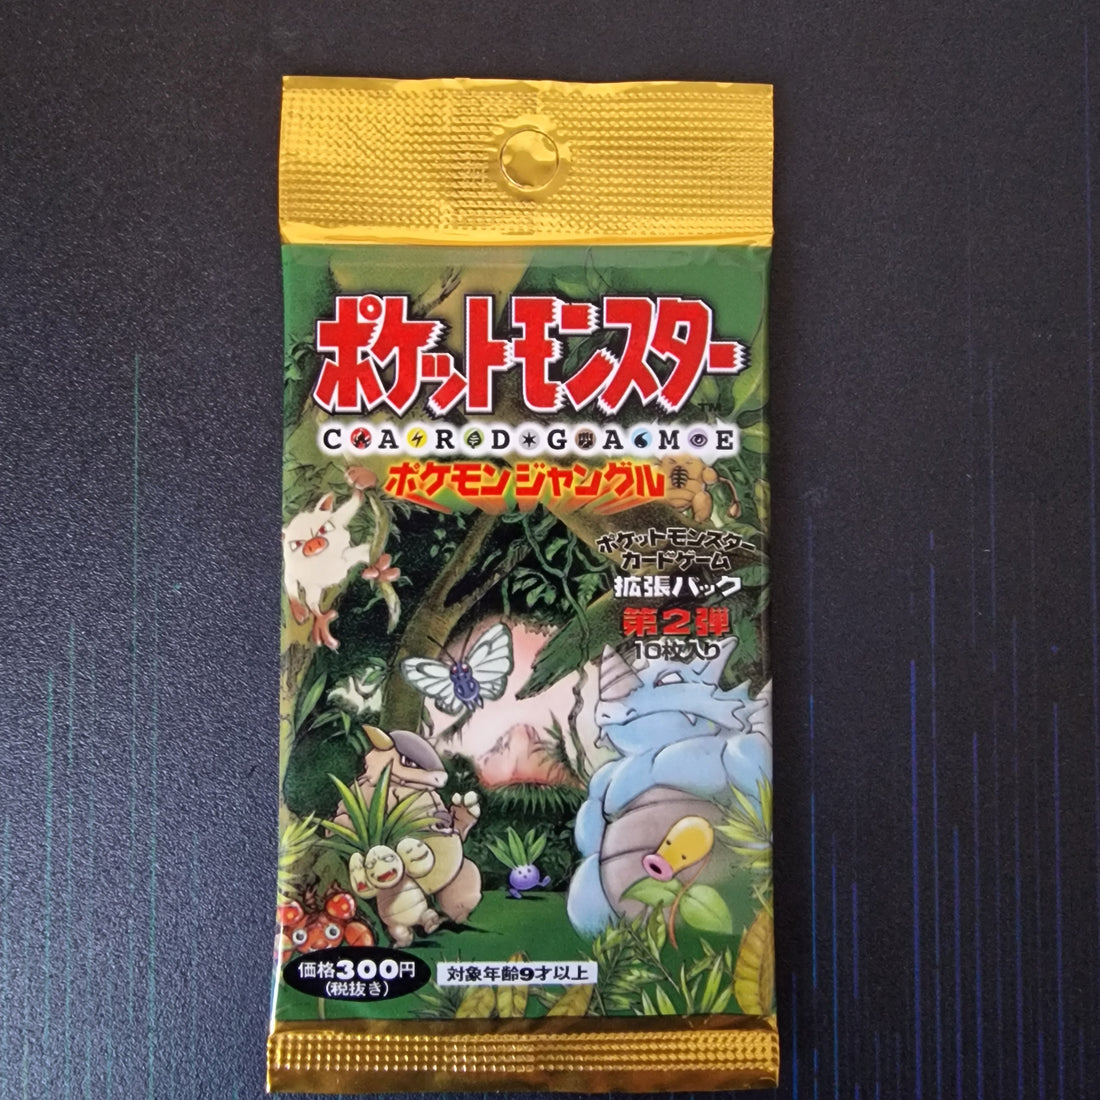 ポケットモンスター
TM
CARD GAME
ポケモンジャングル
ポケットモンスター
カードゲーム
拡張パック
第2弾
10枚入り
価格300円
(税抜き)
対象年齢9才以上